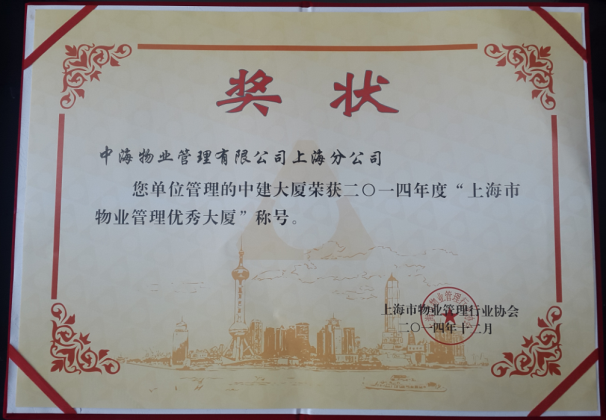 奖状
中海物业管理有限公司上海分公司
您单位管理的中建大厦荣获二〇一四年度“上海市
物业管理优秀大厦”称号。
上海市物业管理行业协会
二〇一四年十二月